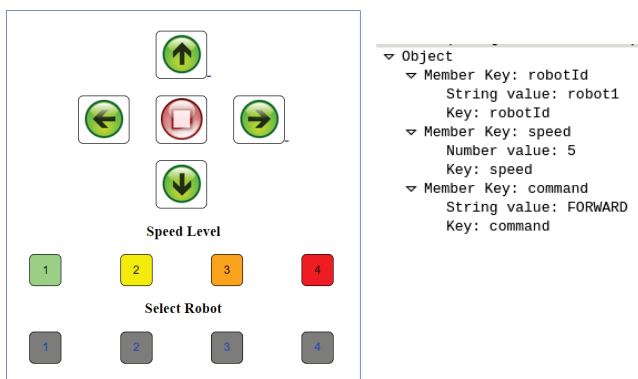 Speed Level
1 2 3 4
Select Robot
1 2 3 4
Object
Member Key: robotId
String value: robot1
Key: robotId
Member Key: speed
Number value: 5
Key: speed
Member Key: command
String value: FORWARD
Key: command